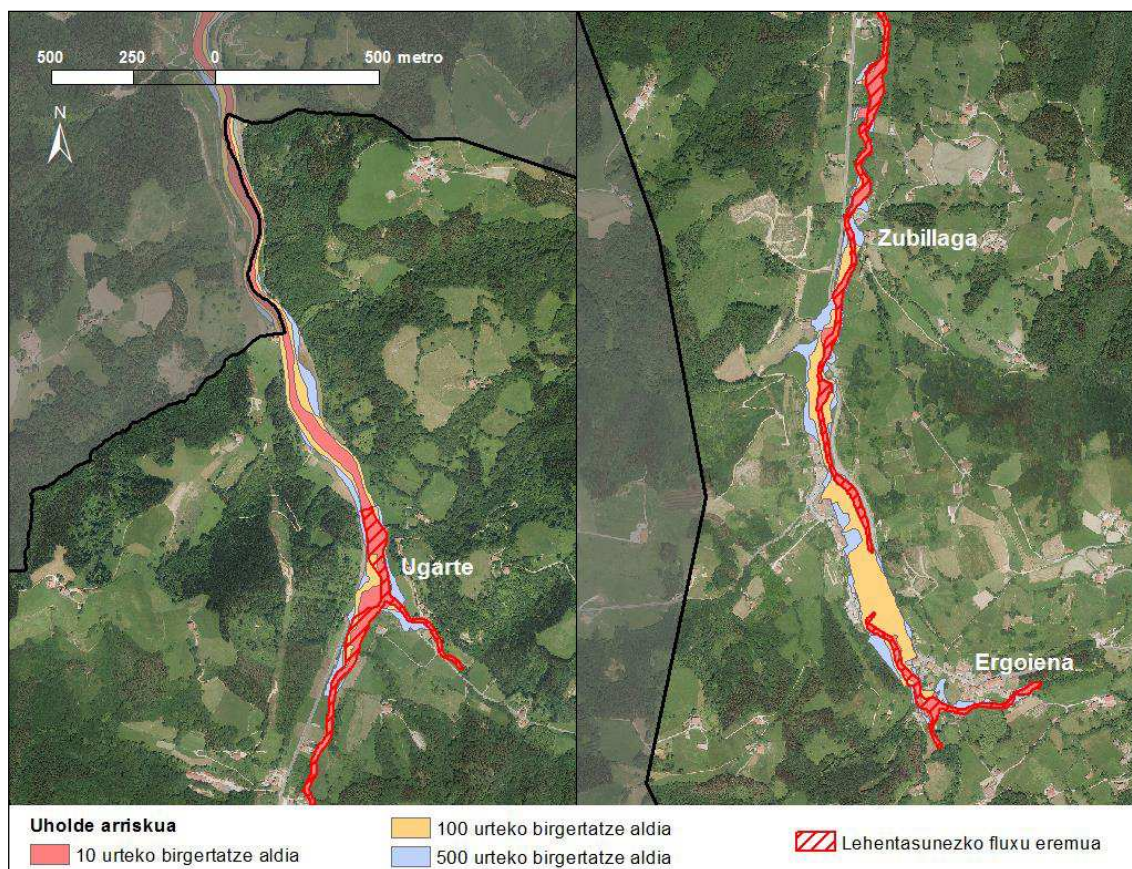 500 250 0 500 metro
N
Ugarte
Zubillaga
Ergoiena
Uholde arriskua
10 urteko birgertatze aldia
100 urteko birgertatze aldia
500 urteko birgertatze aldia
Lehentasunezko fluxu eremua